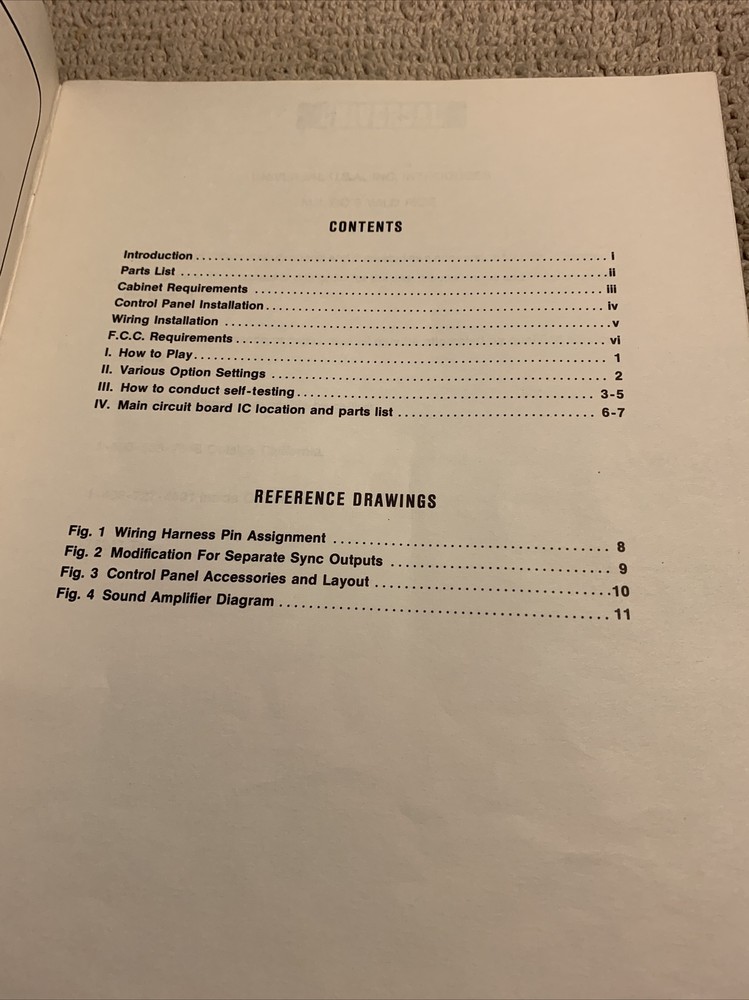 CONTENTS
Introduction .......... i
Parts List .......... ii
Cabinet Requirements .......... iii
Control Panel Installation .......... iv
Wiring Installation .......... v
F.C.C. Requirements .......... vi
I. How to Play .......... 1
II. Various Option Settings .......... 2
III. How to conduct self-testing .......... 3-5
IV. Main circuit board IC location and parts list .......... 6-7
REFERENCE DRAWINGS
Fig. 1 Wiring Harness Pin Assignment .......... 8
Fig. 2 Modification For Separate Sync Outputs .......... 9
Fig. 3 Control Panel Accessories and Layout .......... 10
Fig. 4 Sound Amplifier Diagram .......... 11